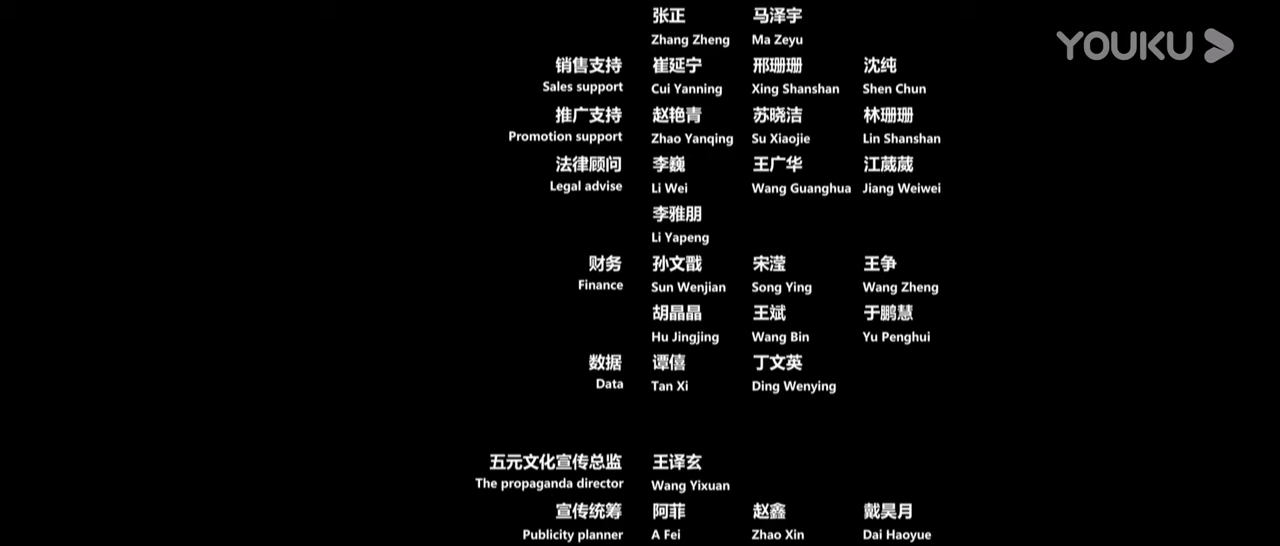 张正 马泽宇
Zhang Zheng Ma Zeyu
YOUKU
销售支持 崔延宁 邢珊珊 沈纯
Sales support Cui Yanning Xing Shanshan Shen Chun
推广支持 赵艳青 苏晓洁 林珊珊
Promotion support Zhao Yanqing Su Xiaojie Lin Shanshan
法律顾问 李巍 王广华 江葳葳
Legal advise Li Wei Wang Guanghua Jiang Weiwei
李雅朋
Li Yapeng
财务 孙文戬 宋滢 王争
Finance Sun Wenjian Song Ying Wang Zheng
胡晶晶 王斌 于鹏慧
Hu Jingjing Wang Bin Yu Penghui
数据 谭僖 丁文英
Data Tan Xi Ding Wenying
五元文化宣传总监 王译玄
The propaganda director Wang Yixuan
宣传统筹 阿菲 赵鑫 戴昊月
Publicity planner A Fei Zhao Xin Dai Haoyue